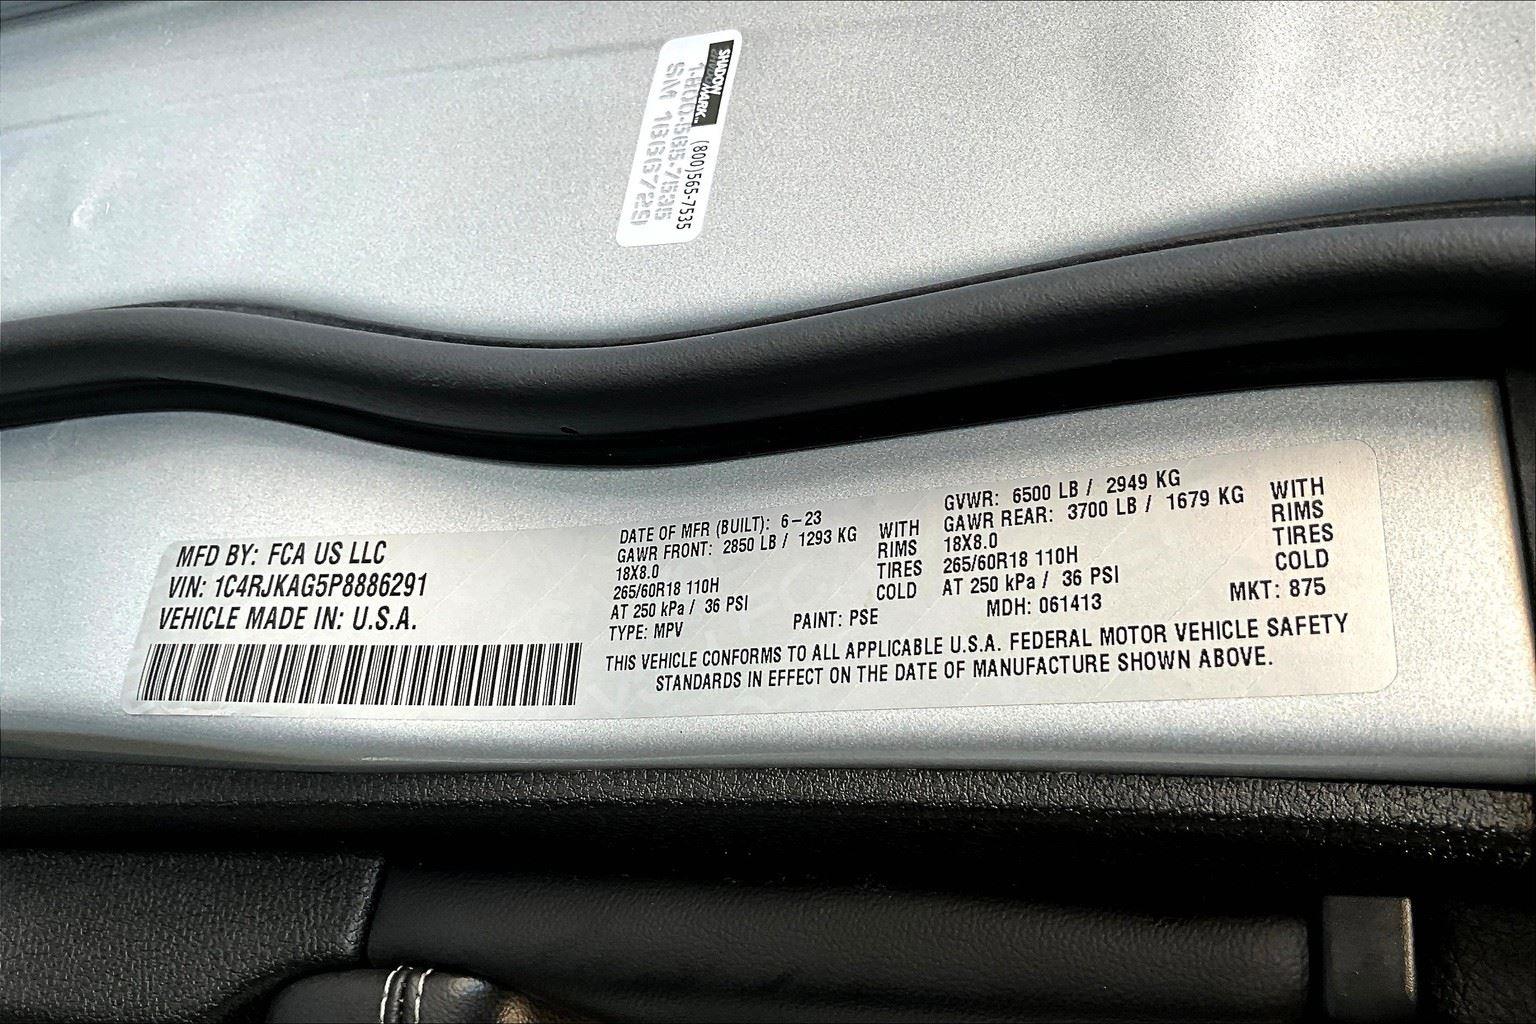 SHADOW
MARK
(800)565-7535
1-800-565-7535
SM 1666729
MFD BY: FCA US LLC
VIN: 1C4RJKAG5P8886291
VEHICLE MADE IN: U.S.A.
DATE OF MFR (BUILT): 6-23
GAWR FRONT: 2850 LB / 1293 KG WITH
18X8.0 RIMS
265/60R18 110H TIRES
AT 250 kPa / 36 PSI COLD
TYPE: MPV PAINT: PSE
GVWR: 6500 LB / 2949 KG
GAWR REAR: 3700 LB / 1679 KG WITH
18X8.0 RIMS
265/60R18 110H TIRES
AT 250 kPa / 36 PSI COLD
MDH: 061413 MKT: 875
THIS VEHICLE CONFORMS TO ALL APPLICABLE U.S.A. FEDERAL MOTOR VEHICLE SAFETY
STANDARDS IN EFFECT ON THE DATE OF MANUFACTURE SHOWN ABOVE.